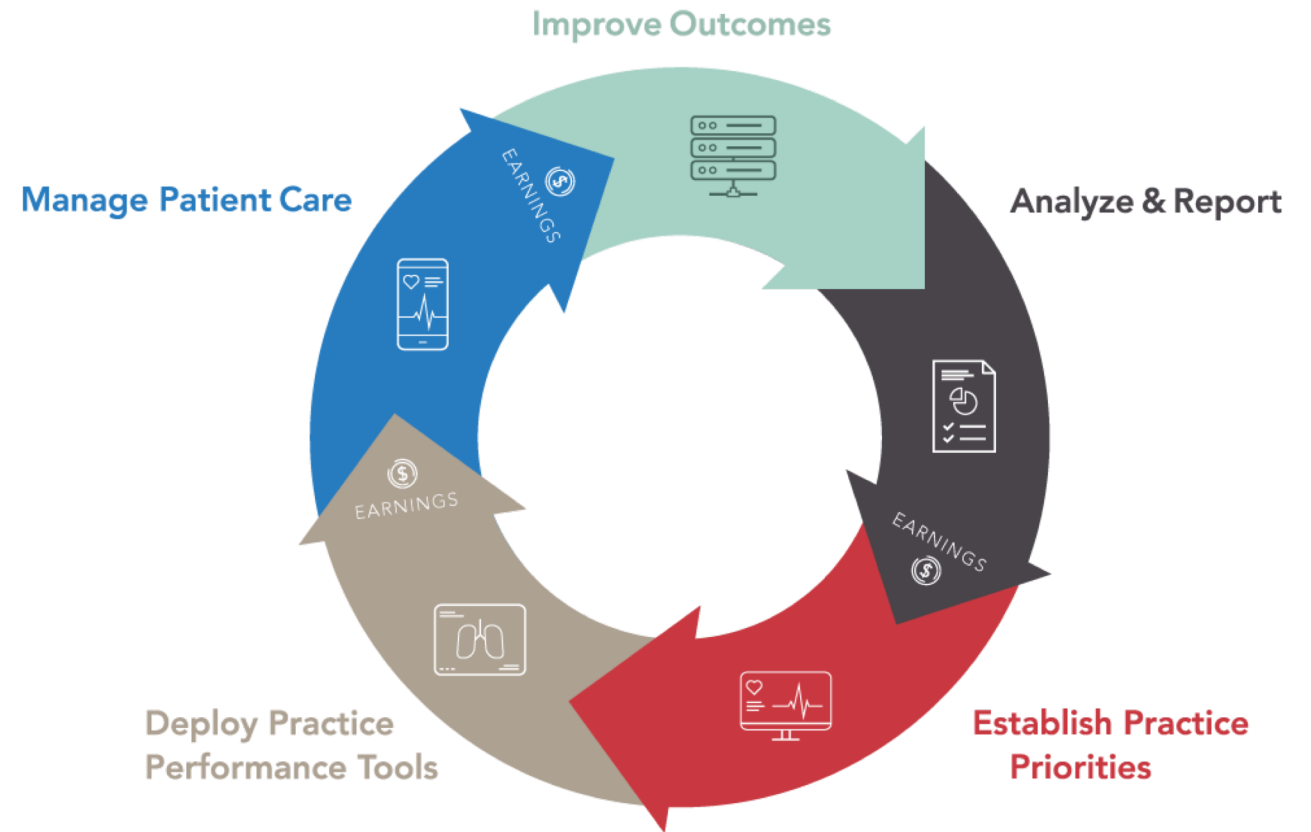 Improve Outcomes
Manage Patient Care
Analyze & Report
EARNINGS
$
EARNINGS
$
EARNINGS
$
Deploy Practice
Performance Tools
Establish Practice
Priorities